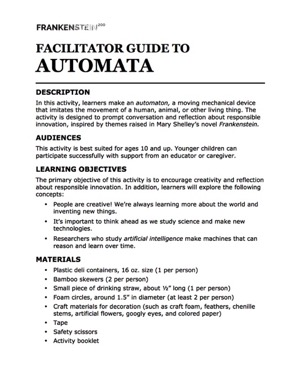 FRANKENSTEIN200
FACILITATOR GUIDE TO
AUTOMATA
DESCRIPTION
In this activity, learners make an automaton, a moving mechanical device
that imitates the movement of a human, animal, or other living thing. The
activity is designed to prompt conversation and reflection about responsible
innovation, inspired by themes raised in Mary Shelley's novel Frankenstein.
AUDIENCES
This activity is best suited for ages 10 and up. Younger children can
participate successfully with support from an educator or caregiver.
LEARNING OBJECTIVES
The primary objective of this activity is to encourage creativity and reflection
about responsible innovation. In addition, learners will explore the following
concepts:
• People are creative! We're always learning more about the world and
inventing new things.
• It's important to think ahead as we study science and make new
technologies.
• Researchers who study artificial intelligence make machines that can
reason and learn over time.
MATERIALS
• Plastic deli containers, 16 oz. size (1 per person)
• Bamboo skewers (2 per person)
• Small piece of drinking straw, about ½" long (1 per person)
• Foam circles, around 1.5" in diameter (at least 2 per person)
• Craft materials for decoration (such as craft foam, feathers, chenille
stems, artificial flowers, googly eyes, and colored paper)
• Tape
• Safety scissors
• Activity booklet